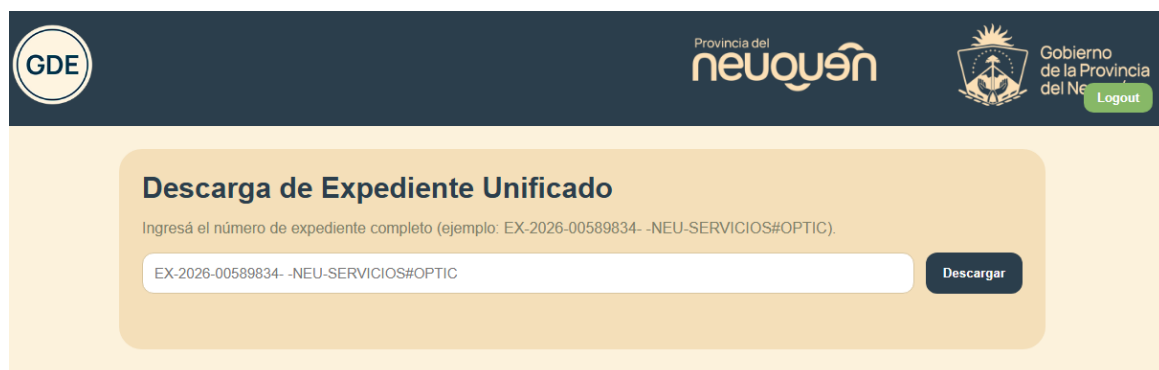 GDE
Provincia del
neuquén
Gobierno
de la Provincia
del
Logout
Descarga de Expediente Unificado
Ingresá el número de expediente completo (ejemplo: EX-2026-00589834- -NEU-SERVICIOS#OPTIC).
EX-2026-00589834- -NEU-SERVICIOS#OPTIC
Descargar